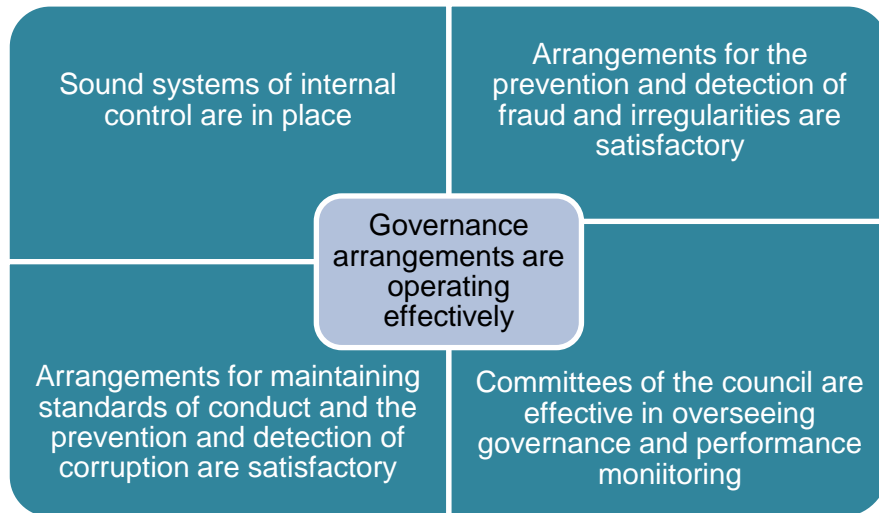 Sound systems of internal
control are in place
Arrangements for the
prevention and detection of
fraud and irregularities are
satisfactory
Governance
arrangements are
operating
effectively
Arrangements for maintaining
standards of conduct and the
prevention and detection of
corruption are satisfactory
Committees of the council are
effective in overseeing
governance and performance
moniitoring